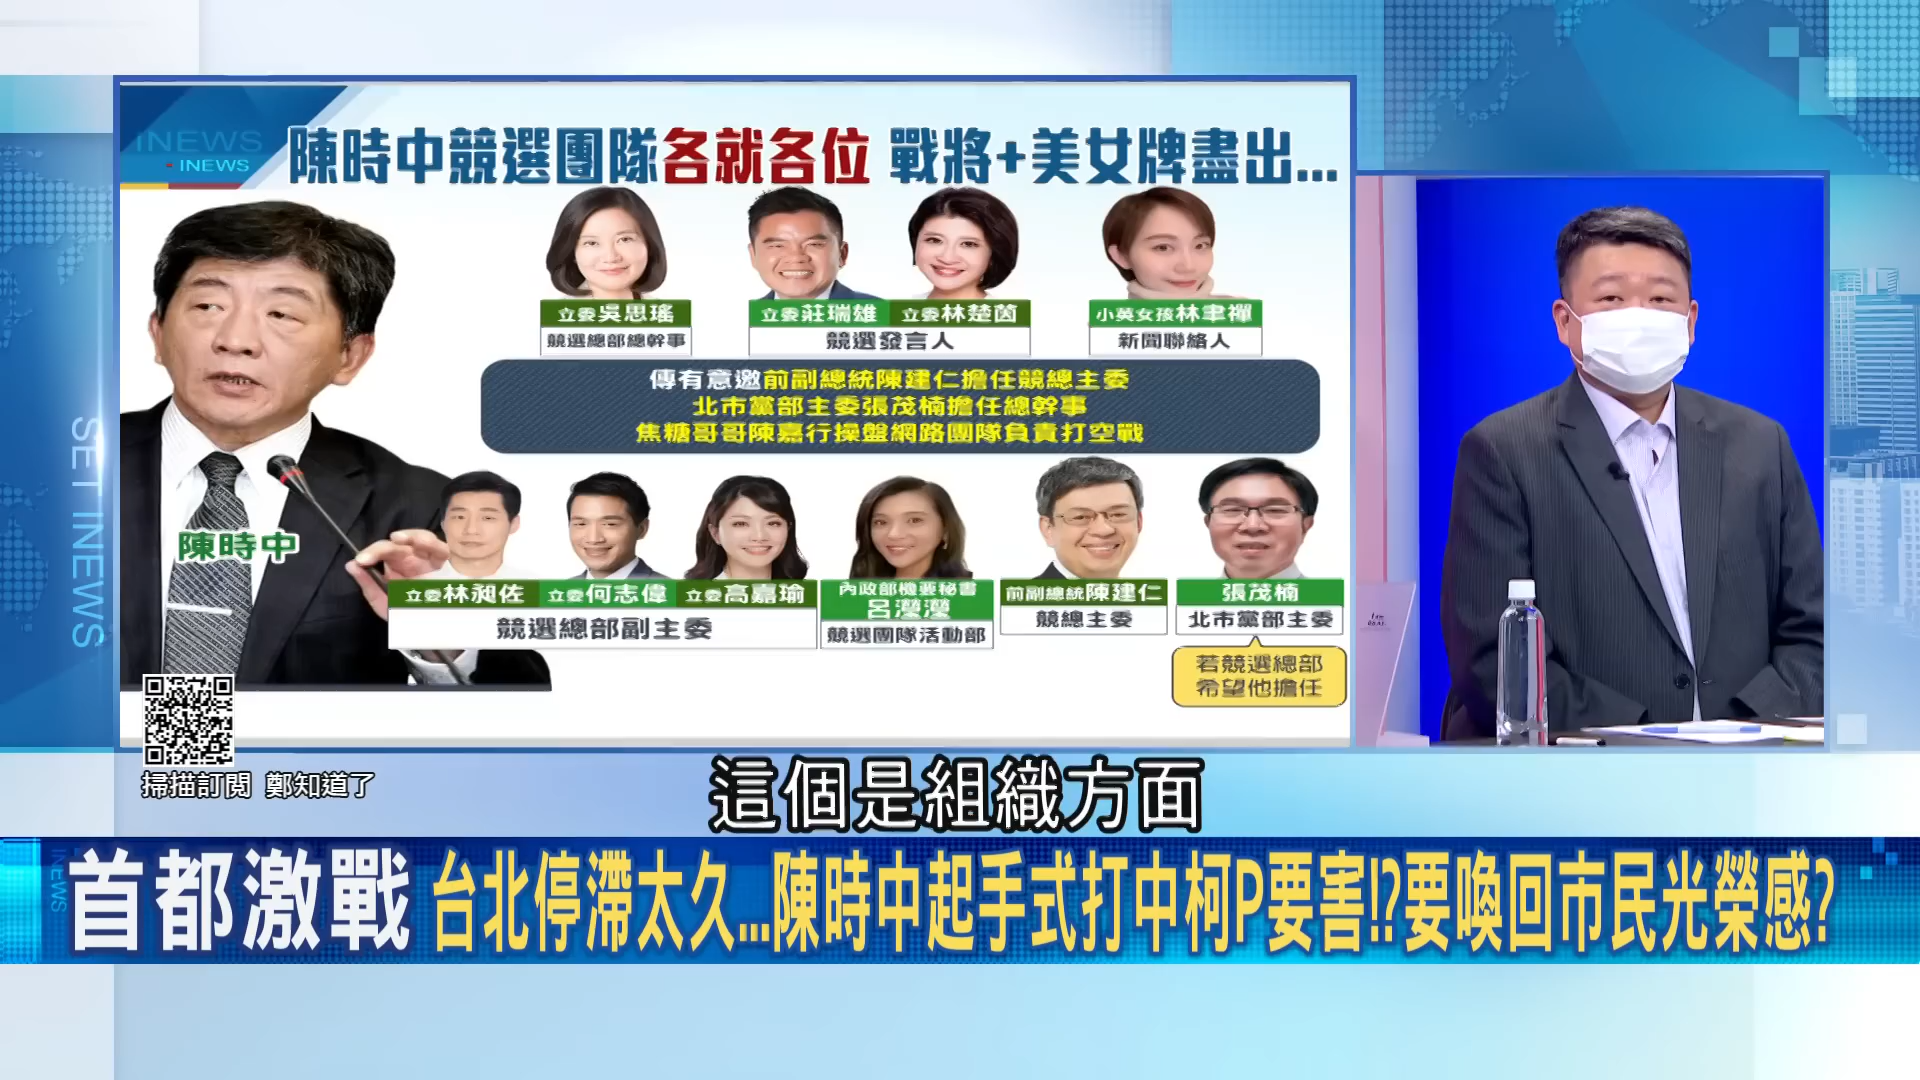 INEWS
INEWS
陳時中競選團隊各就各位 戰將+美女牌盡出...
立委吳思瑤
競選總部總幹事
立委莊瑞雄 立委林楚茵
競選發言人
小英女孩林聿禪
新聞聯絡人
傳有意邀前副總統陳建仁擔任競總主委
北市黨部主委張茂楠擔任總幹事
焦糖哥哥陳嘉行操盤網路團隊負責打空戰
陳時中
立委林昶佐 立委何志偉 立委高嘉瑜
競選總部副主委
內政部機要秘書
呂瀅瀅
競選團隊活動部
前副總統陳建仁
競總主委
張茂楠
北市黨部主委
若競選總部
希望他擔任
SET INEWS
掃描訂閱 鄭知道了
這個是組織方面
INEWS
首都激戰 台北停滯太久...陳時中起手式打中柯P要害!?要喚回市民光榮感?